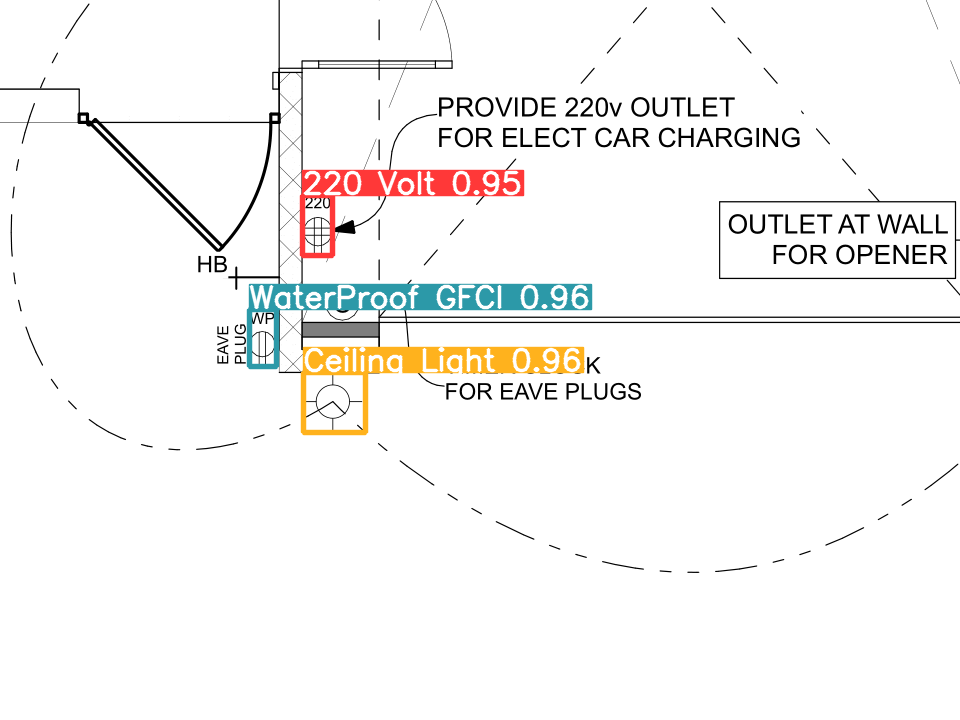 PROVIDE 220v OUTLET
FOR ELECT CAR CHARGING
220 Volt 0.95
220
OUTLET AT WALL
FOR OPENER
HB
WaterProof GFCI 0.96
WP
EAVE
PLUG
Ceiling Light 0.96
FOR EAVE PLUGS